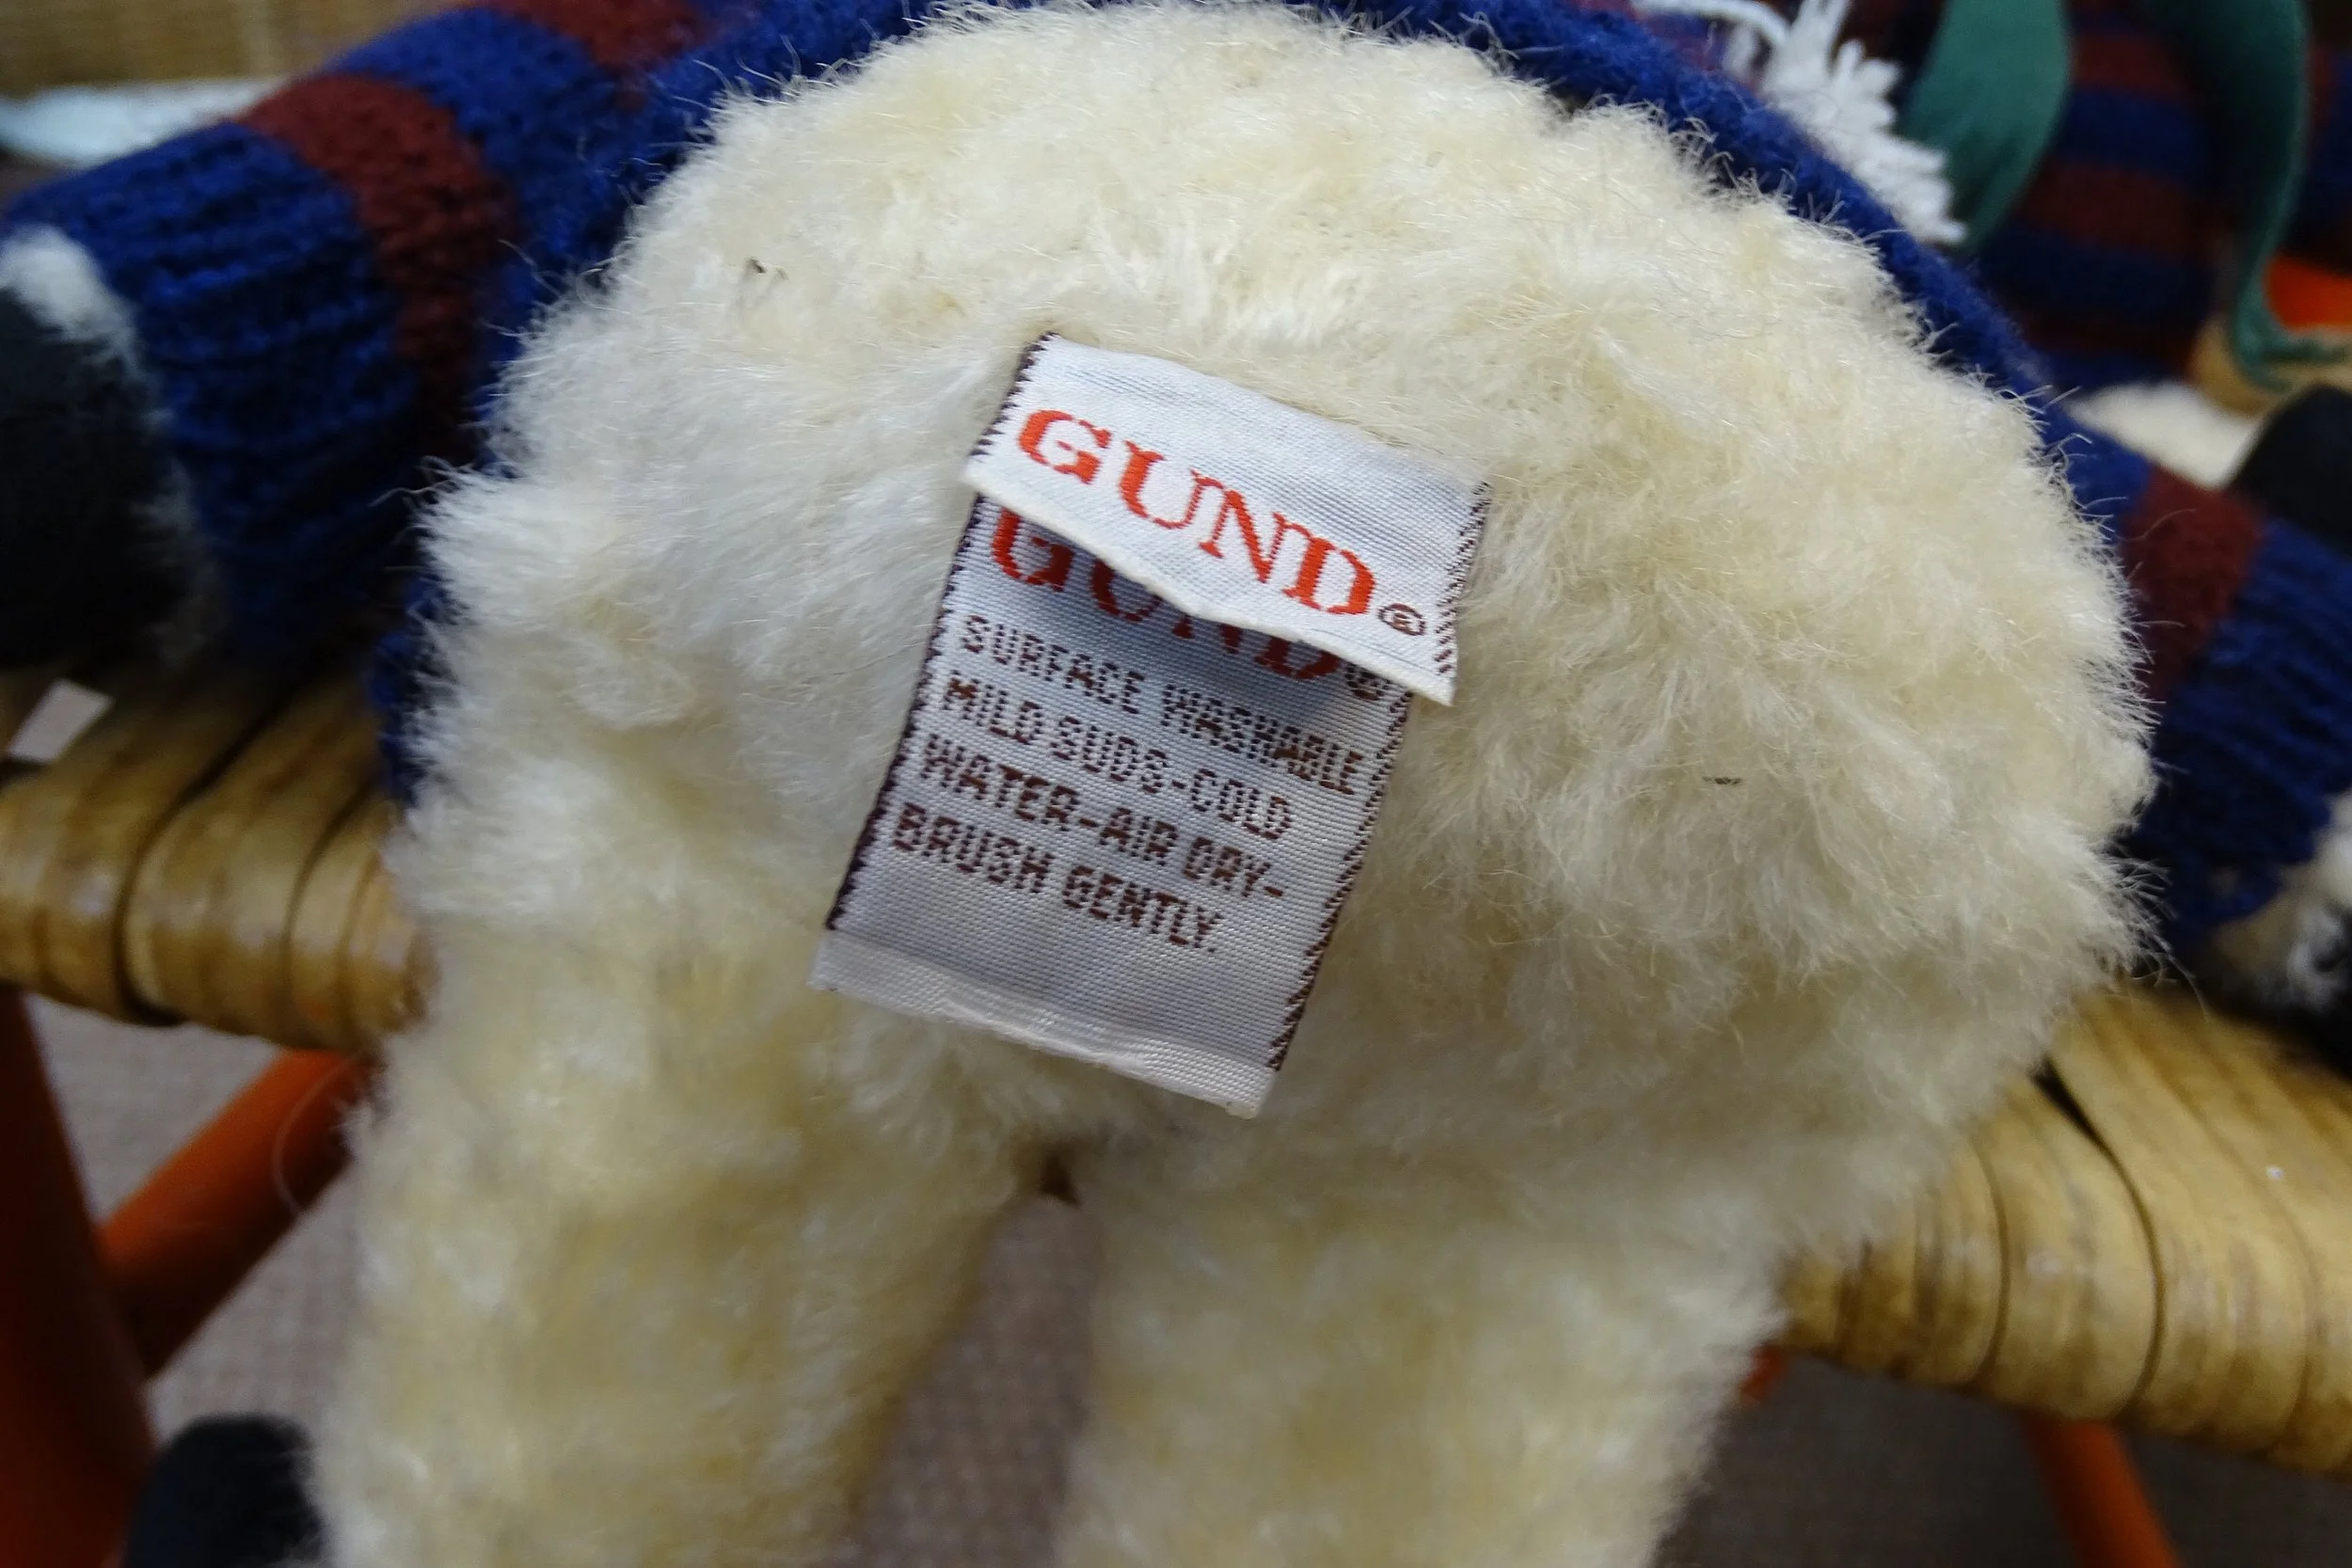 GUND®
GUND®
SURFACE WASHABLE
MILD SUDS-COLD
WATER-AIR DRY-
BRUSH GENTLY.